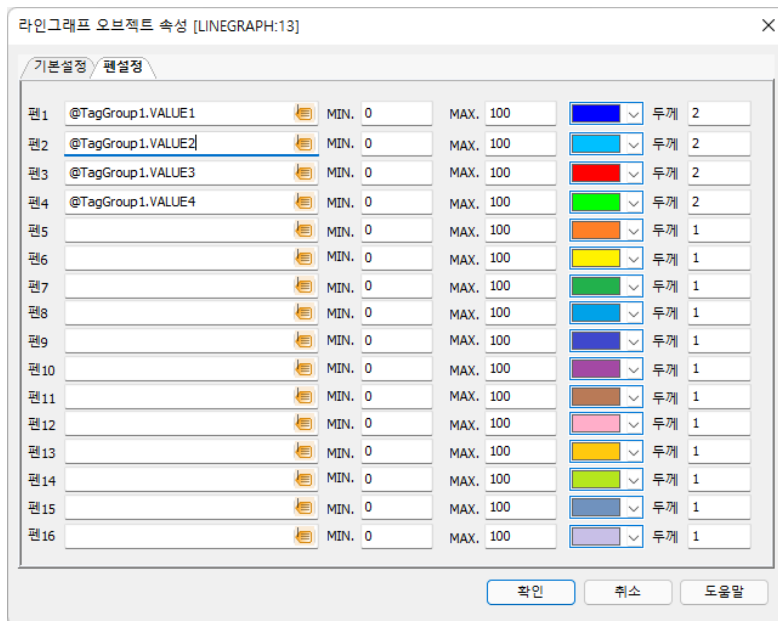 라인그래프 오브젝트 속성 [LINEGRAPH:13]
기본설정 펜설정
펜1 @TagGroup1.VALUE1 MIN. 0 MAX. 100 두께 2
펜2 @TagGroup1.VALUE2 MIN. 0 MAX. 100 두께 2
펜3 @TagGroup1.VALUE3 MIN. 0 MAX. 100 두께 2
펜4 @TagGroup1.VALUE4 MIN. 0 MAX. 100 두께 2
펜5 MIN. 0 MAX. 100 두께 1
펜6 MIN. 0 MAX. 100 두께 1
펜7 MIN. 0 MAX. 100 두께 1
펜8 MIN. 0 MAX. 100 두께 1
펜9 MIN. 0 MAX. 100 두께 1
펜10 MIN. 0 MAX. 100 두께 1
펜11 MIN. 0 MAX. 100 두께 1
펜12 MIN. 0 MAX. 100 두께 1
펜13 MIN. 0 MAX. 100 두께 1
펜14 MIN. 0 MAX. 100 두께 1
펜15 MIN. 0 MAX. 100 두께 1
펜16 MIN. 0 MAX. 100 두께 1
확인 취소 도움말